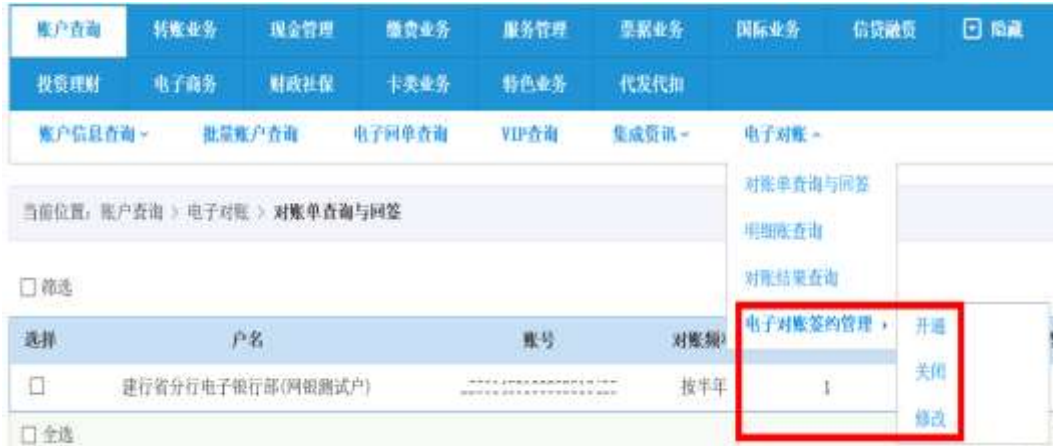 账户查询 转账业务 现金管理 缴费业务 服务管理 票据业务 国际业务 信贷融资 隐藏
投资理财 电子商务 财政社保 卡类业务 特色业务 代发代扣
账户信息查询 批量账户查询 电子回单查询 VIP查询 集成资讯 电子对账
对账单查询与回签
当前位置: 账户查询 > 电子对账 > 对账单查询与回签
明细账查询
对账结果查询
筛选
电子对账签约管理 开通
选择 户名 账号 对账频
关闭
建行省分行电子银行部(网银测试户) 按半年 1
修改
全选